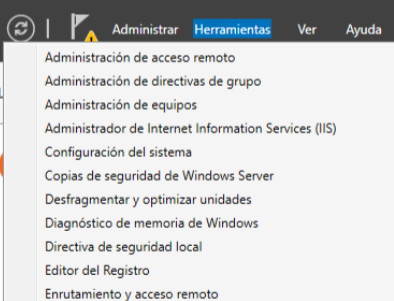 Administrar Herramientas Ver Ayuda
Administración de acceso remoto
Administración de directivas de grupo
Administración de equipos
Administrador de Internet Information Services (IIS)
Configuración del sistema
Copias de seguridad de Windows Server
Desfragmentar y optimizar unidades
Diagnóstico de memoria de Windows
Directiva de seguridad local
Editor del Registro
Enrutamiento y acceso remoto